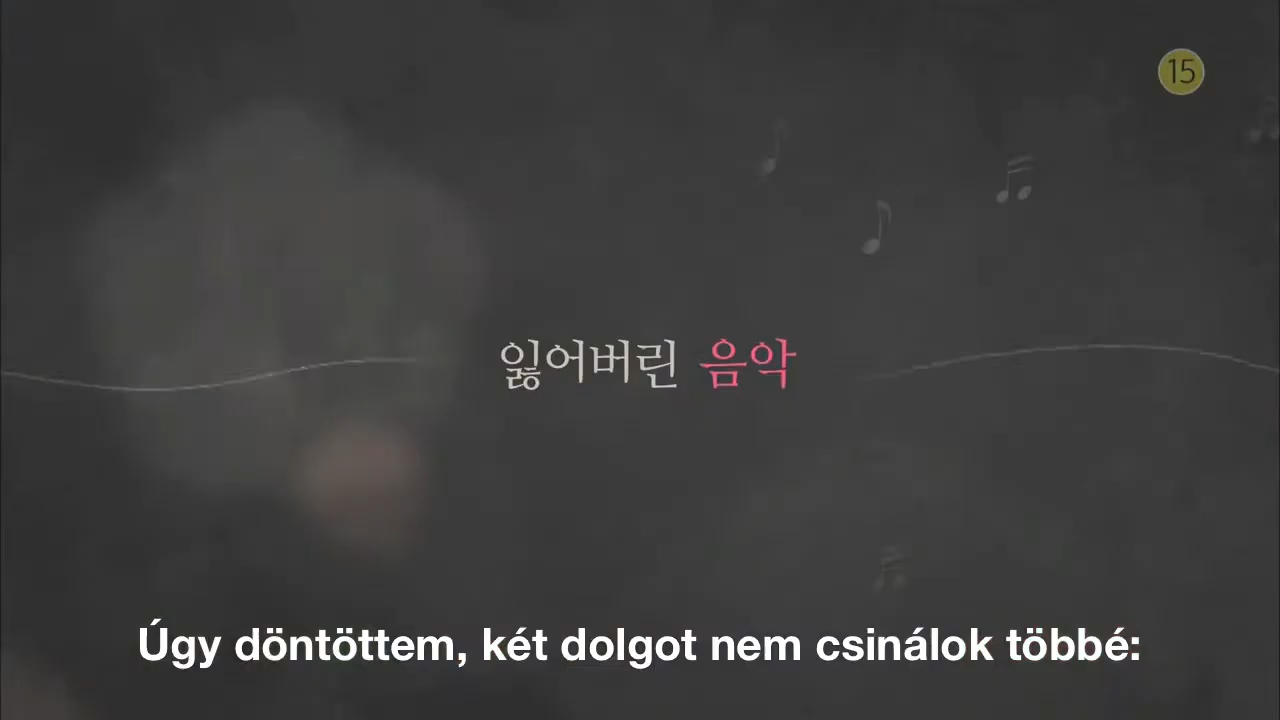 15
잃어버린 음악
Úgy döntöttem, két dolgot nem csinálok többé: